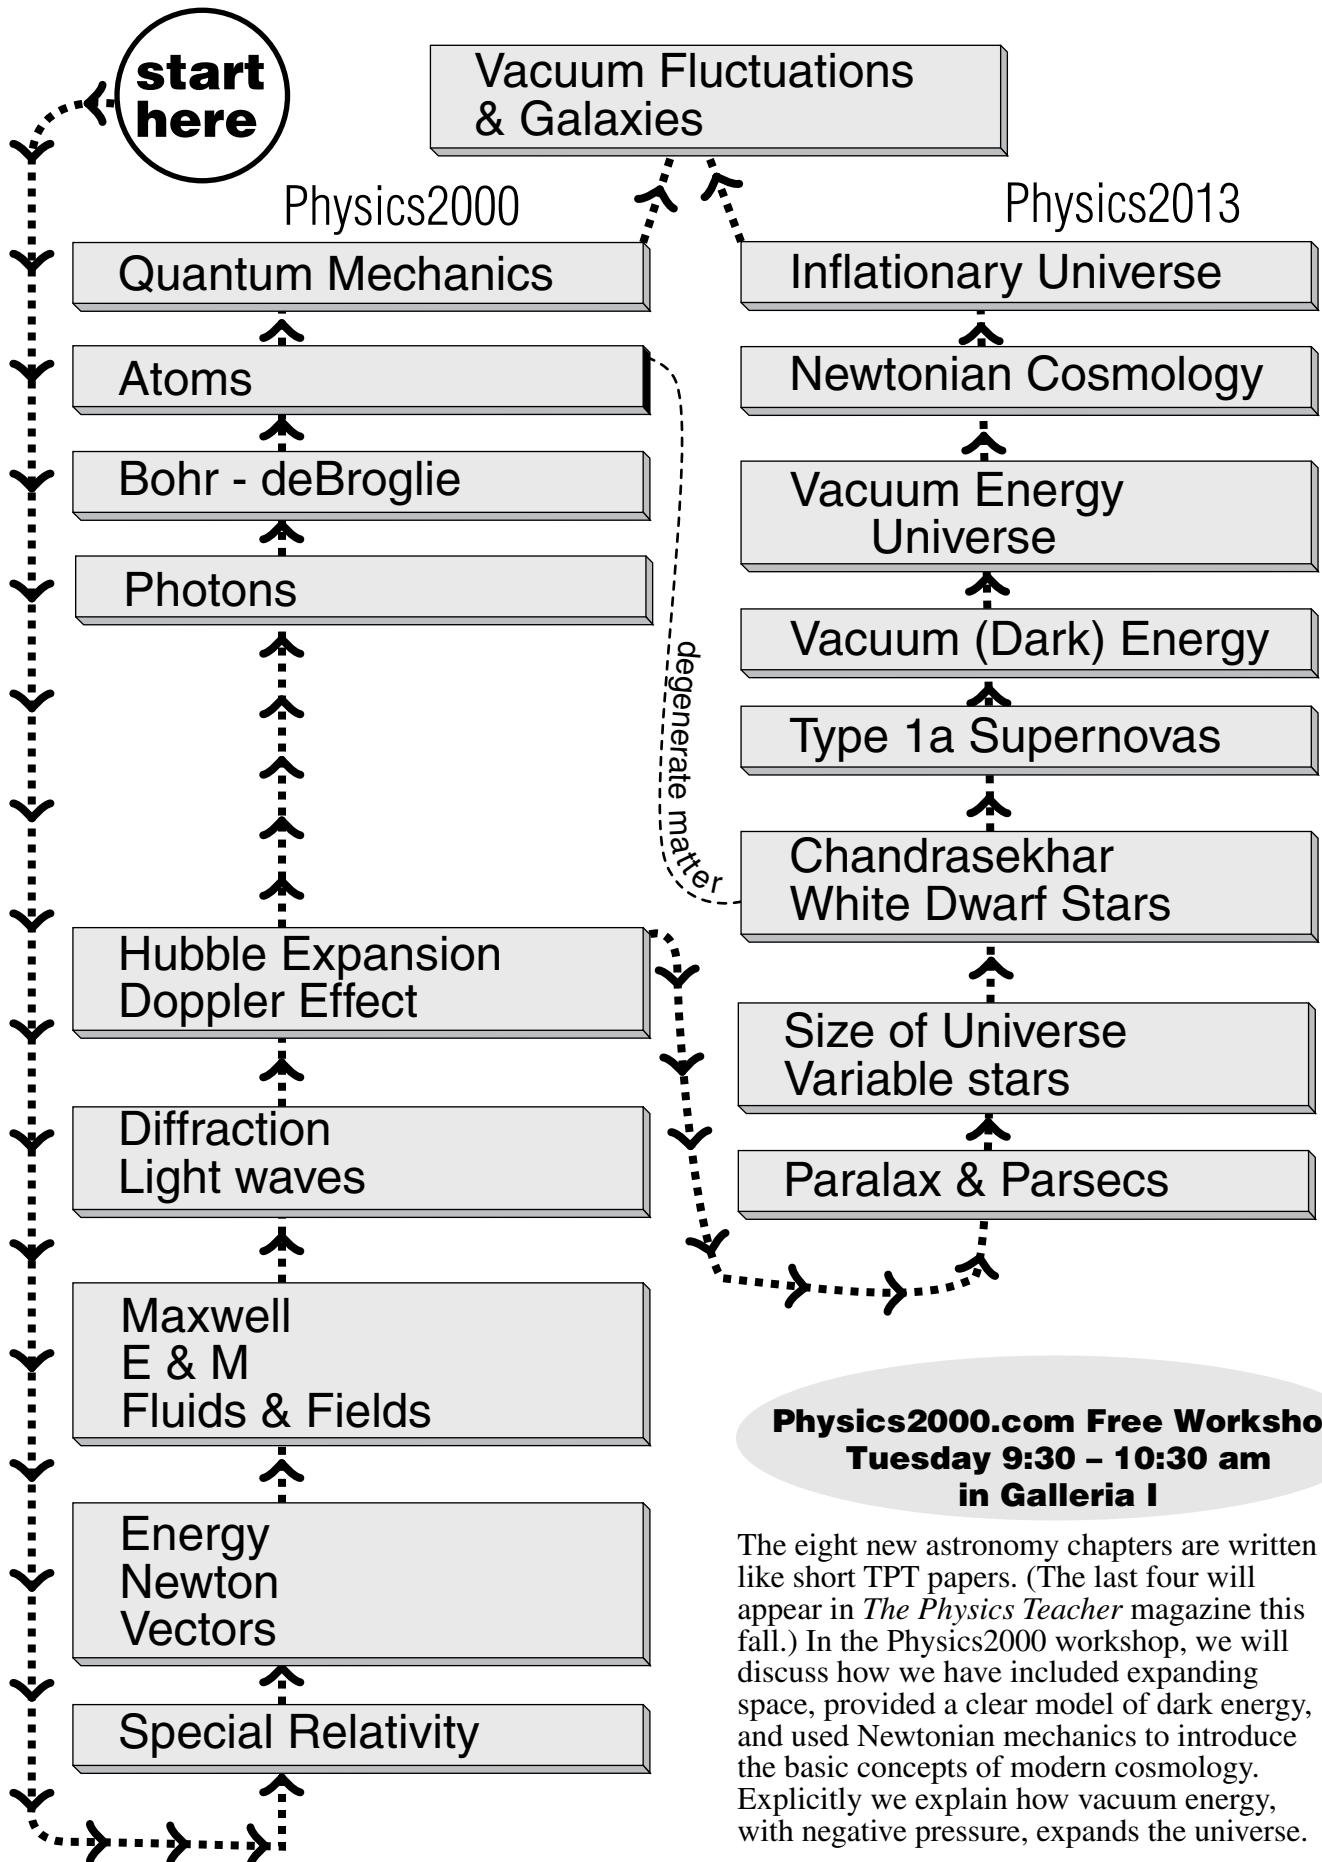 start
here
Vacuum Fluctuations
& Galaxies
Physics2000
Quantum Mechanics
Atoms
Bohr - deBroglie
Photons
degenerate matter
Hubble Expansion
Doppler Effect
Diffraction
Light waves
Maxwell
E & M
Fluids & Fields
Energy
Newton
Vectors
Special Relativity
Physics2013
Inflationary Universe
Newtonian Cosmology
Vacuum Energy
Universe
Vacuum (Dark) Energy
Type 1a Supernovas
Chandrasekhar
White Dwarf Stars
Size of Universe
Variable stars
Paralax & Parsecs
Physics2000.com Free Worksho
Tuesday 9:30 – 10:30 am
in Galleria I
The eight new astronomy chapters are written
like short TPT papers. (The last four will
appear in The Physics Teacher magazine this
fall.) In the Physics2000 workshop, we will
discuss how we have included expanding
space, provided a clear model of dark energy,
and used Newtonian mechanics to introduce
the basic concepts of modern cosmology.
Explicitly we explain how vacuum energy,
with negative pressure, expands the universe.